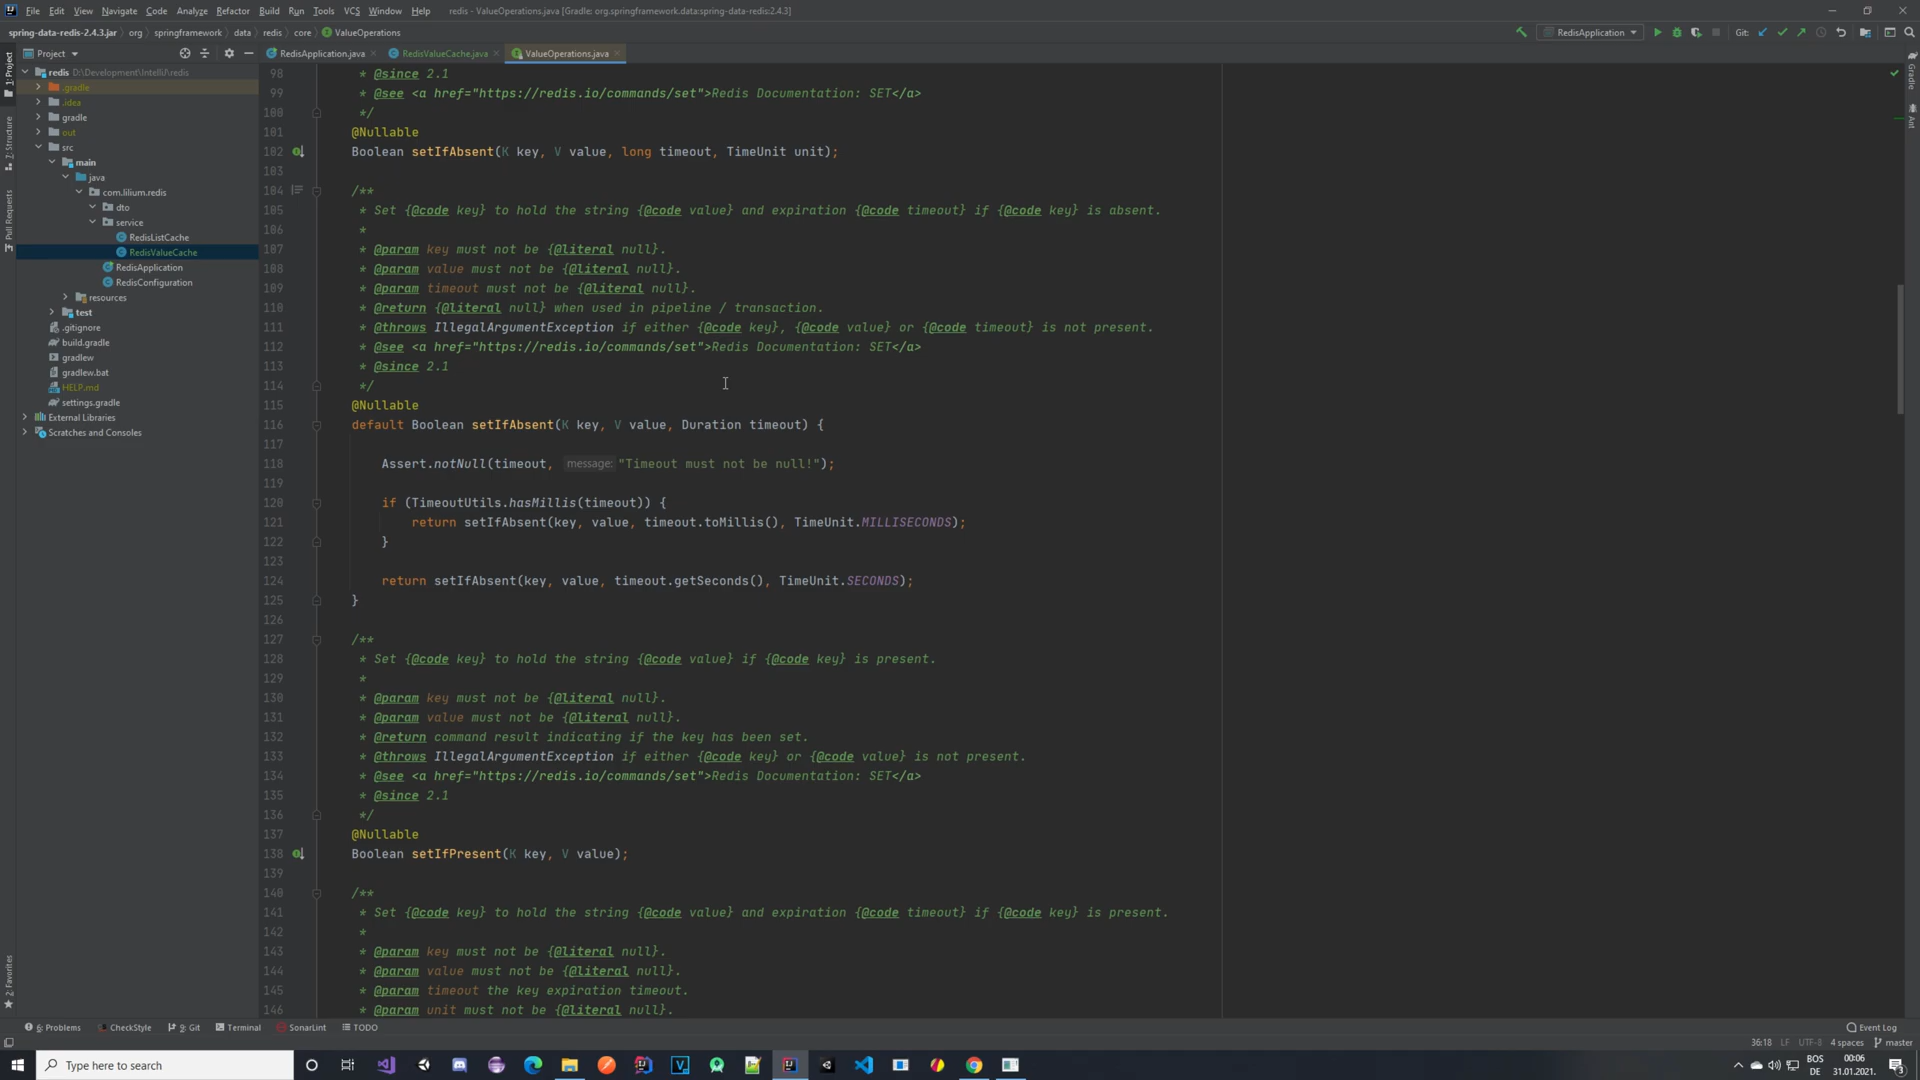 File Edit View Navigate Code Analyze Refactor Build Run Tools VCS Window Help redis - ValueOperations.java [Gradle: org.springframework.data:spring-data-redis:2.4.3]
spring-data-redis-2.4.3.jar org springframework data redis core ValueOperations RedisApplication Git:
Project RedisApplication.java RedisValueCache.java ValueOperations.java
1: Project
7: Structure
Pull Requests
2: Favorites
Gradle
Ant
redis D:\Development\IntelliJ\redis
.gradle
.idea
gradle
out
src
main
java
com.lilium.redis
dto
service
RedisListCache
RedisValueCache
RedisApplication
RedisConfiguration
resources
test
.gitignore
build.gradle
gradlew
gradlew.bat
HELP.md
settings.gradle
External Libraries
Scratches and Consoles
98 * @since 2.1
99 * @see <a href="https://redis.io/commands/set">Redis Documentation: SET</a>
100 */
101 @Nullable
102 Boolean setIfAbsent(K key, V value, long timeout, TimeUnit unit);
103
104 /**
105 * Set {@code key} to hold the string {@code value} and expiration {@code timeout} if {@code key} is absent.
106 *
107 * @param key must not be {@literal null}.
108 * @param value must not be {@literal null}.
109 * @param timeout must not be {@literal null}.
110 * @return {@literal null} when used in pipeline / transaction.
111 * @throws IllegalArgumentException if either {@code key}, {@code value} or {@code timeout} is not present.
112 * @see <a href="https://redis.io/commands/set">Redis Documentation: SET</a>
113 * @since 2.1
114 */
115 @Nullable
116 default Boolean setIfAbsent(K key, V value, Duration timeout) {
117
118 Assert.notNull(timeout, message: "Timeout must not be null!");
119
120 if (TimeoutUtils.hasMillis(timeout)) {
121 return setIfAbsent(key, value, timeout.toMillis(), TimeUnit.MILLISECONDS);
122 }
123
124 return setIfAbsent(key, value, timeout.getSeconds(), TimeUnit.SECONDS);
125 }
126
127 /**
128 * Set {@code key} to hold the string {@code value} if {@code key} is present.
129 *
130 * @param key must not be {@literal null}.
131 * @param value must not be {@literal null}.
132 * @return command result indicating if the key has been set.
133 * @throws IllegalArgumentException if either {@code key} or {@code value} is not present.
134 * @see <a href="https://redis.io/commands/set">Redis Documentation: SET</a>
135 * @since 2.1
136 */
137 @Nullable
138 Boolean setIfPresent(K key, V value);
139
140 /**
141 * Set {@code key} to hold the string {@code value} and expiration {@code timeout} if {@code key} is present.
142 *
143 * @param key must not be {@literal null}.
144 * @param value must not be {@literal null}.
145 * @param timeout the key expiration timeout.
146 * @param unit must not be {@literal null}.
6: Problems CheckStyle 9: Git Terminal SonarLint TODO Event Log
36:18 LF UTF-8 4 spaces master
Type here to search
BOS 00:06
DE 31.01.2021.